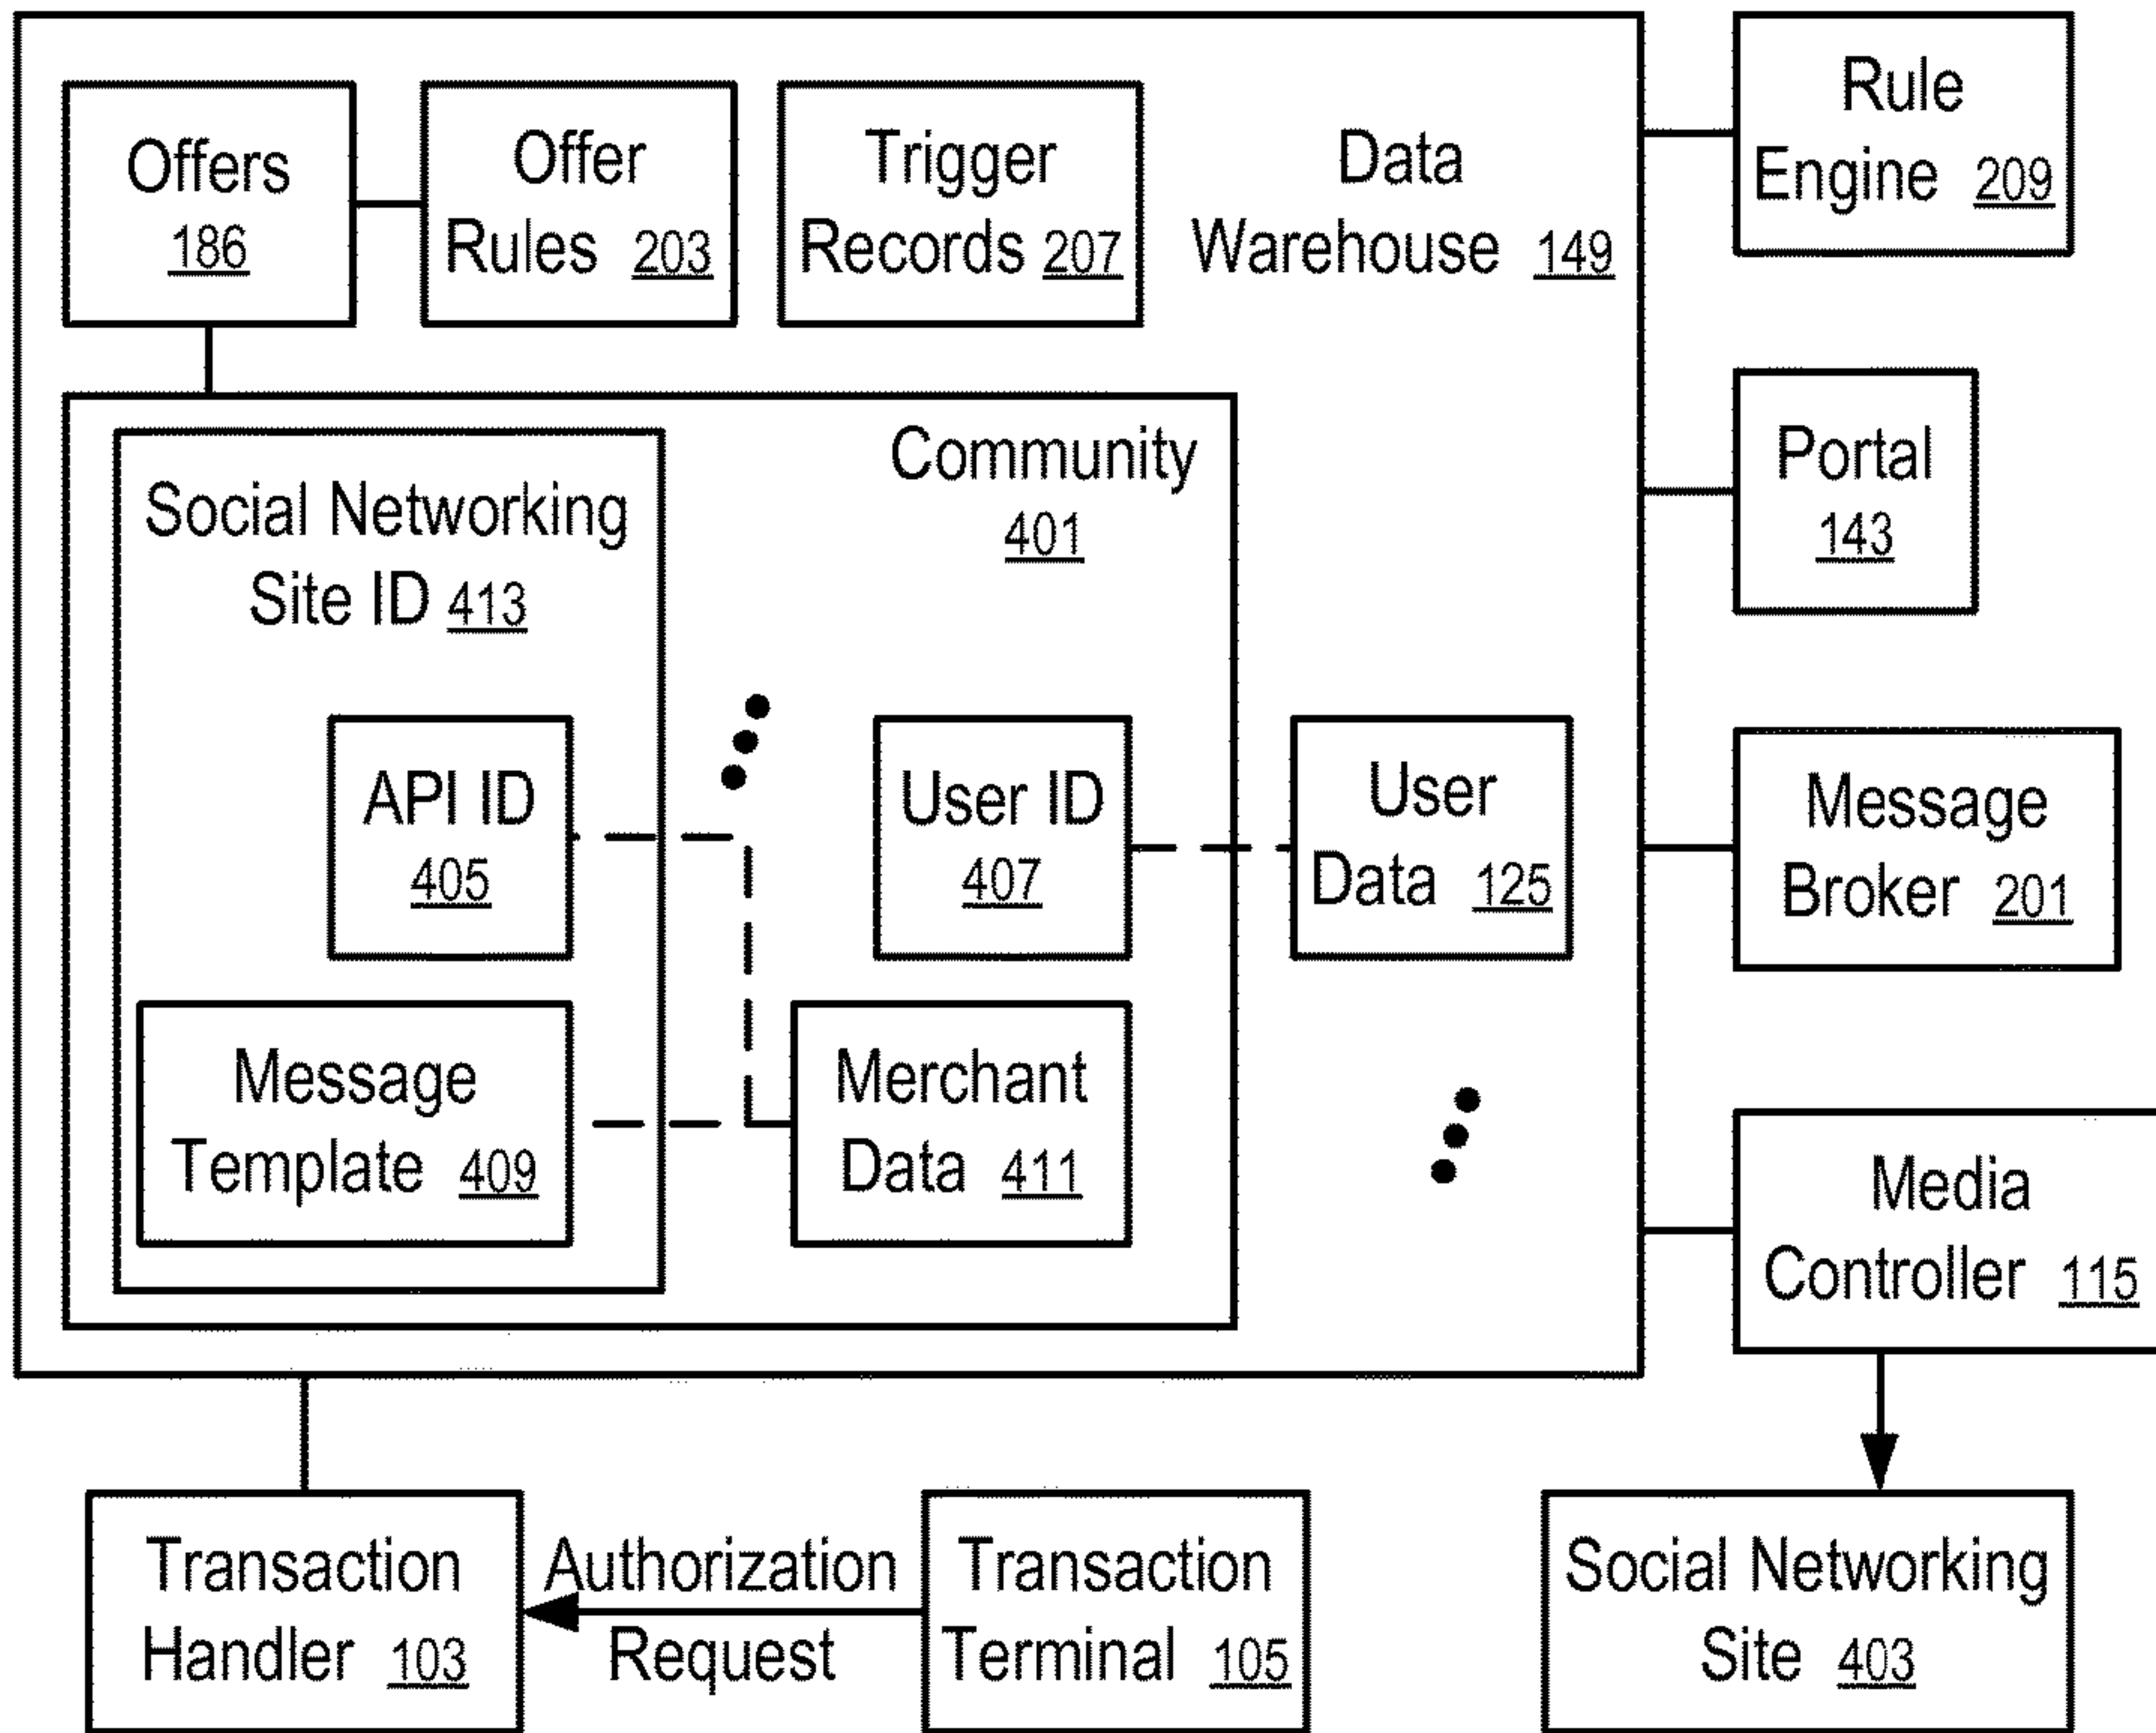 Offers
186
Offer
Rules 203
Trigger
Records 207
Data
Warehouse 149
Rule
Engine 209
Community
401
Social Networking
Site ID 413
Portal
143
API ID
405
User ID
407
User
Data 125
Message
Broker 201
Message
Template 409
Merchant
Data 411
Media
Controller 115
Transaction
Handler 103
Authorization
Request
Transaction
Terminal 105
Social Networking
Site 403